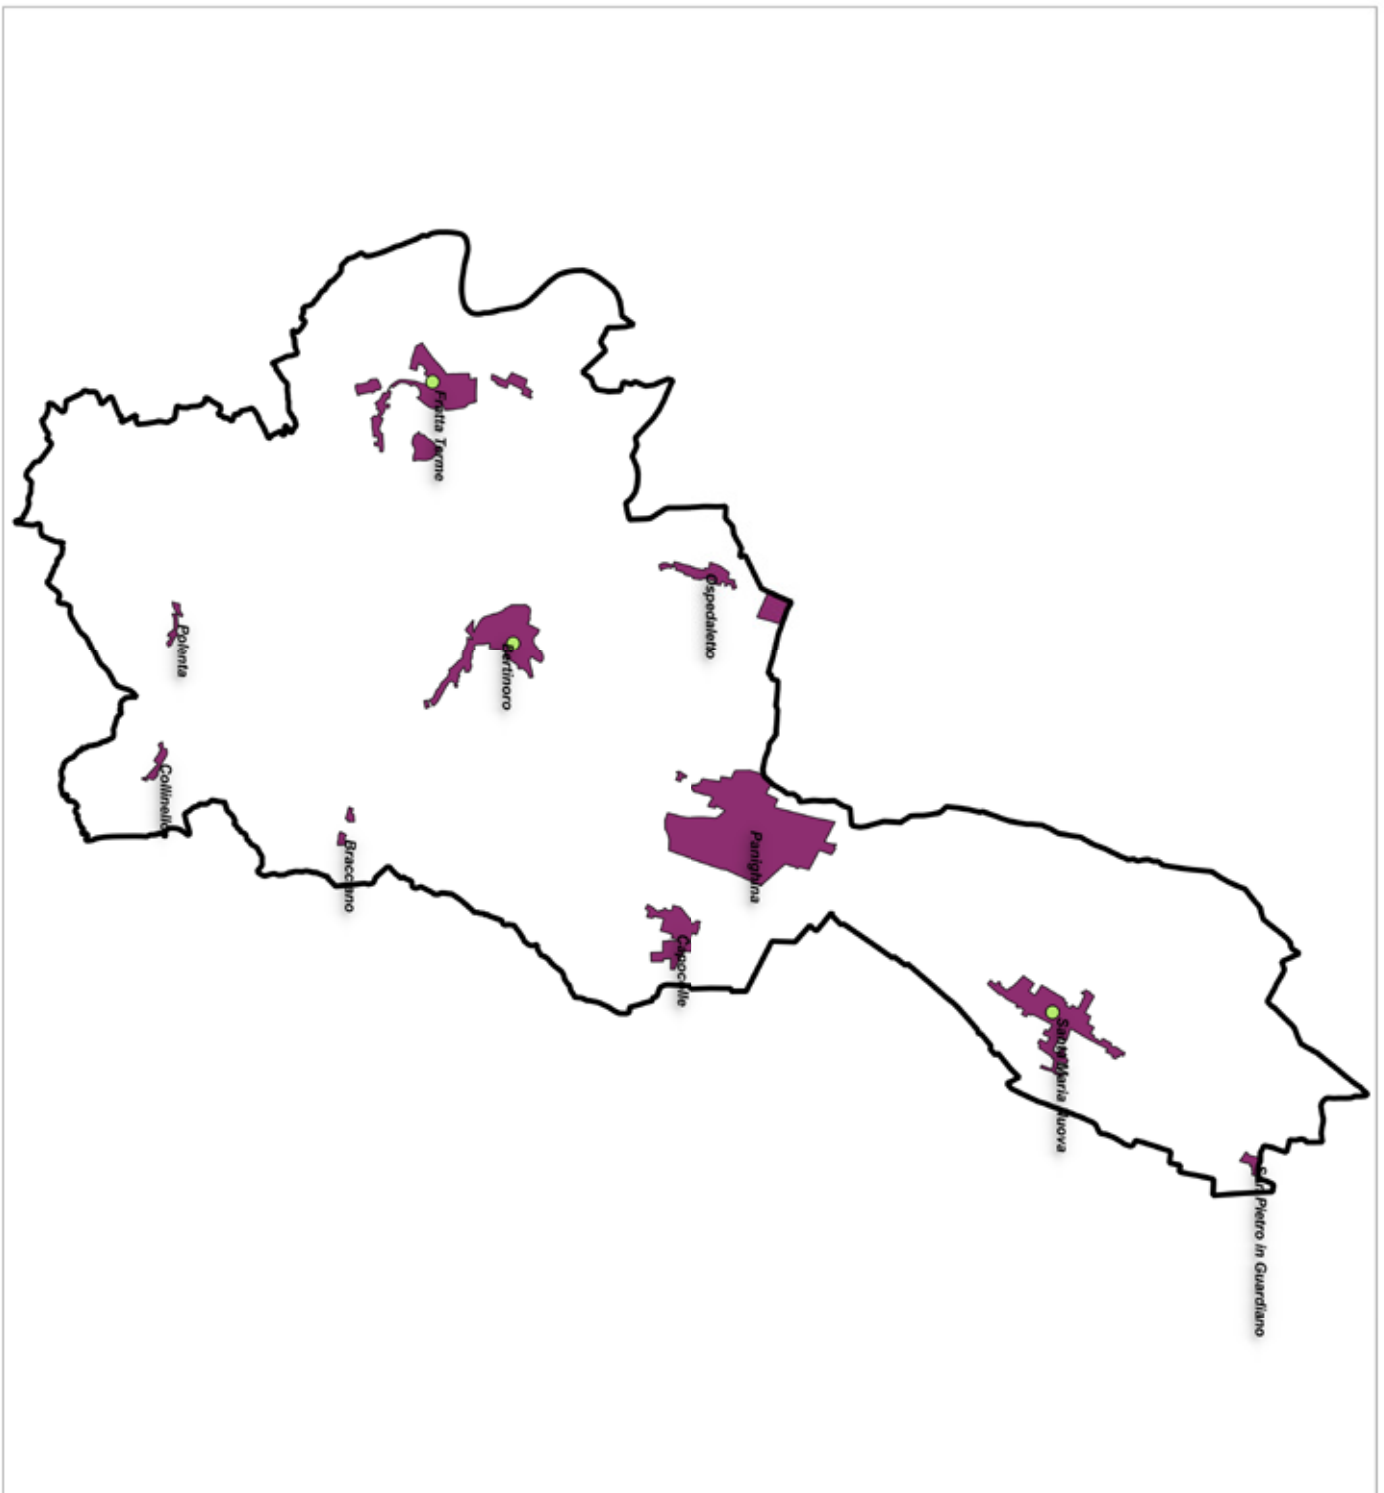 Fratta Terme
Ospedaletto
Polenta
Bertinoro
Collinello
Panighina
Bracciano
Capocolle
Santa Maria Nuova
San Pietro in Guardiano